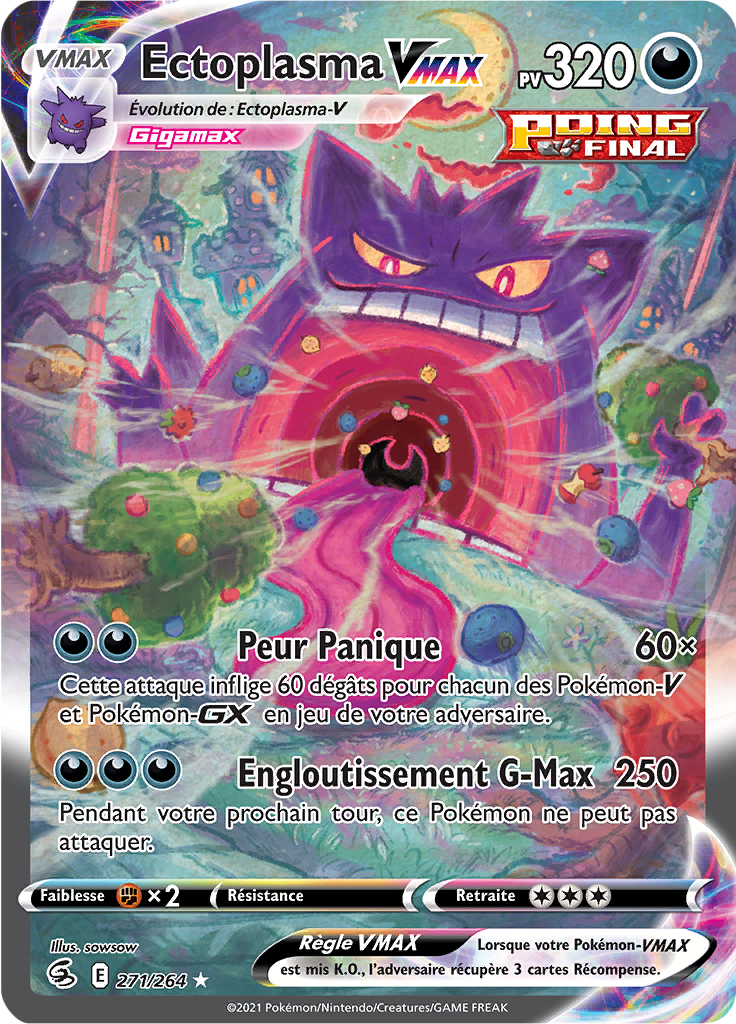 VMAX
Ectoplasma VMAX
PV 320
Évolution de : Ectoplasma-V
Gigamax
POING
FINAL
Peur Panique 60×
Cette attaque inflige 60 dégâts pour chacun des Pokémon-V
et Pokémon-GX en jeu de votre adversaire.
Engloutissement G-Max 250
Pendant votre prochain tour, ce Pokémon ne peut pas
attaquer.
Faiblesse ×2 Résistance Retraite
Illus. sowsow
Règle VMAX Lorsque votre Pokémon-VMAX
est mis K.O., l'adversaire récupère 3 cartes Récompense.
E 271/264 ★
©2021 Pokémon/Nintendo/Creatures/GAME FREAK